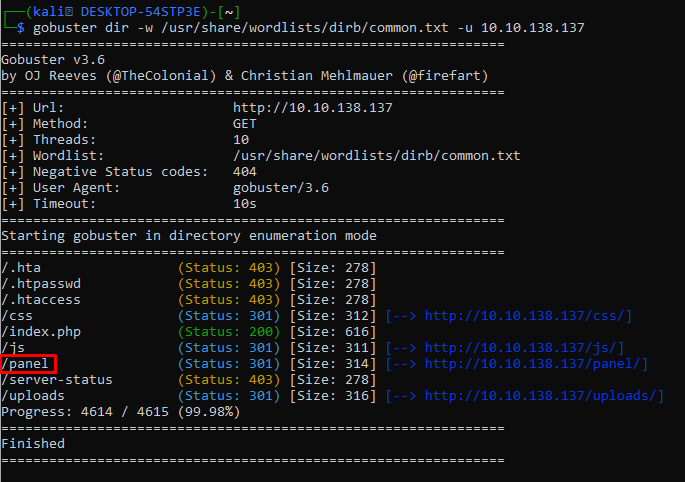 ┌──(kali㉿ DESKTOP-54STP3E)-[~]
└─$ gobuster dir -w /usr/share/wordlists/dirb/common.txt -u 10.10.138.137
===============================================================
Gobuster v3.6
by OJ Reeves (@TheColonial) & Christian Mehlmauer (@firefart)
===============================================================
[+] Url:                     http://10.10.138.137
[+] Method:                  GET
[+] Threads:                 10
[+] Wordlist:                /usr/share/wordlists/dirb/common.txt
[+] Negative Status codes:   404
[+] User Agent:              gobuster/3.6
[+] Timeout:                 10s
===============================================================
Starting gobuster in directory enumeration mode
===============================================================
/.hta                 (Status: 403) [Size: 278]
/.htpasswd            (Status: 403) [Size: 278]
/.htaccess            (Status: 403) [Size: 278]
/css                  (Status: 301) [Size: 312] [--> http://10.10.138.137/css/]
/index.php            (Status: 200) [Size: 616]
/js                   (Status: 301) [Size: 311] [--> http://10.10.138.137/js/]
/panel                (Status: 301) [Size: 314] [--> http://10.10.138.137/panel/]
/server-status        (Status: 403) [Size: 278]
/uploads              (Status: 301) [Size: 316] [--> http://10.10.138.137/uploads/]
Progress: 4614 / 4615 (99.98%)
===============================================================
Finished
===============================================================